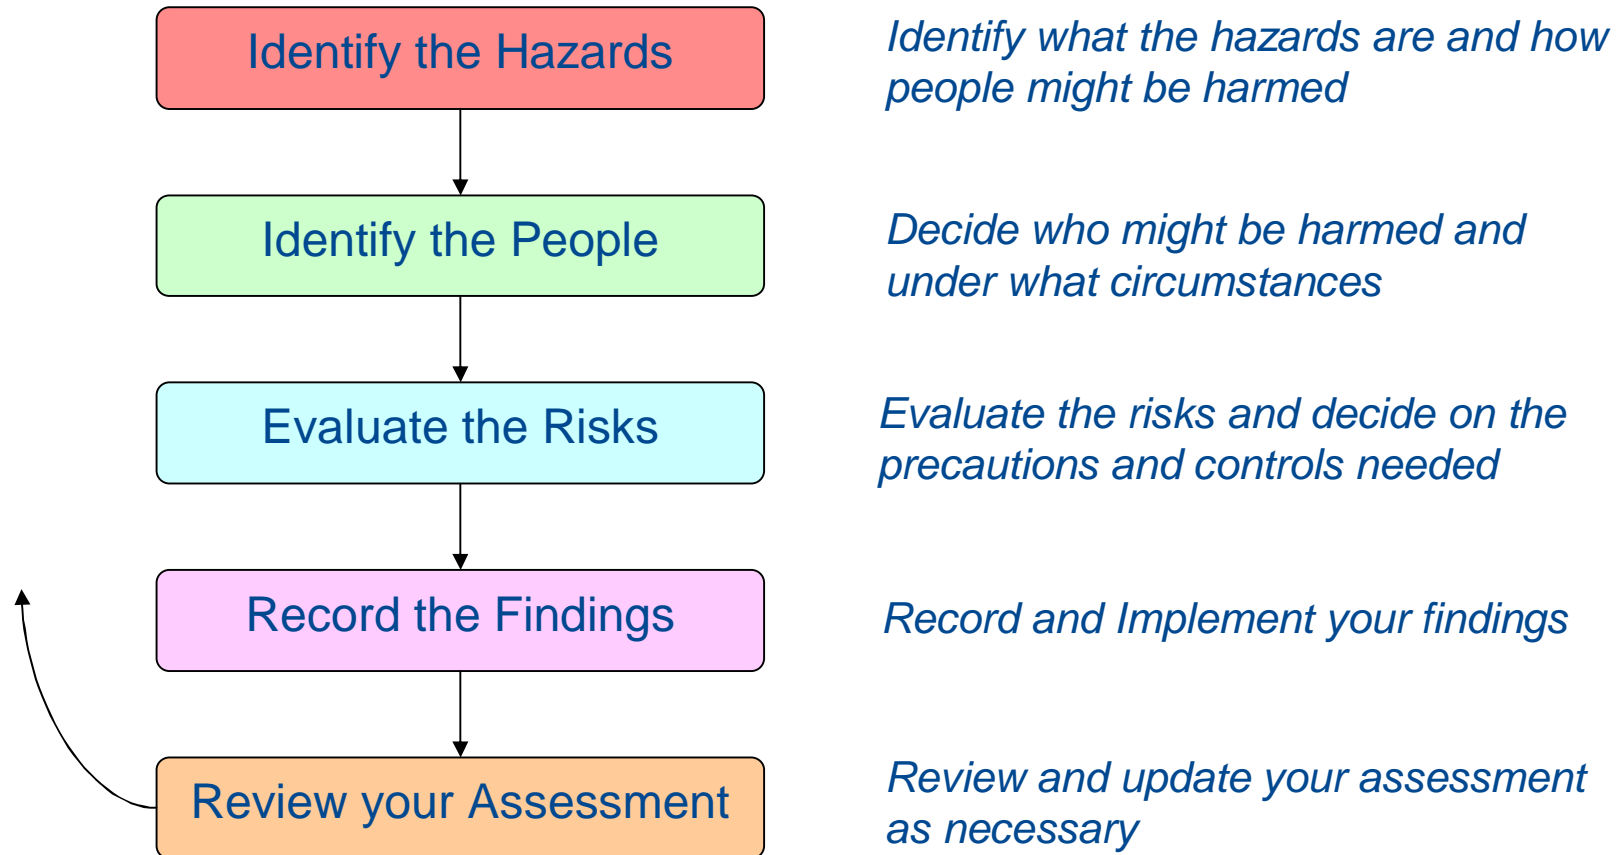 Identify the Hazards
Identify what the hazards are and how
people might be harmed
Identify the People
Decide who might be harmed and
under what circumstances
Evaluate the Risks
Evaluate the risks and decide on the
precautions and controls needed
Record the Findings
Record and Implement your findings
Review your Assessment
Review and update your assessment
as necessary